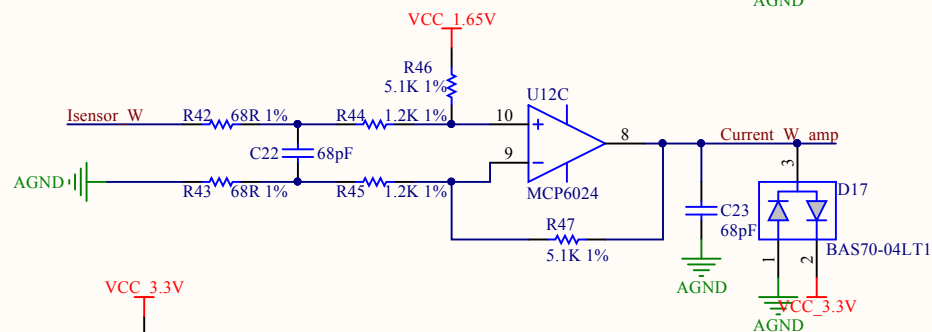 AGND
VCC_1.65V
R46
5.1K 1%
U12C
Isensor_W
R42
68R 1%
R44
1.2K 1%
10
8
Current_W_amp
C22
68pF
9
3
AGND
R43
68R 1%
R45
1.2K 1%
MCP6024
D17
C23
68pF
R47
5.1K 1%
BAS70-04LT1
1
2
AGND
VCC_3.3V
VCC_3.3V
AGND